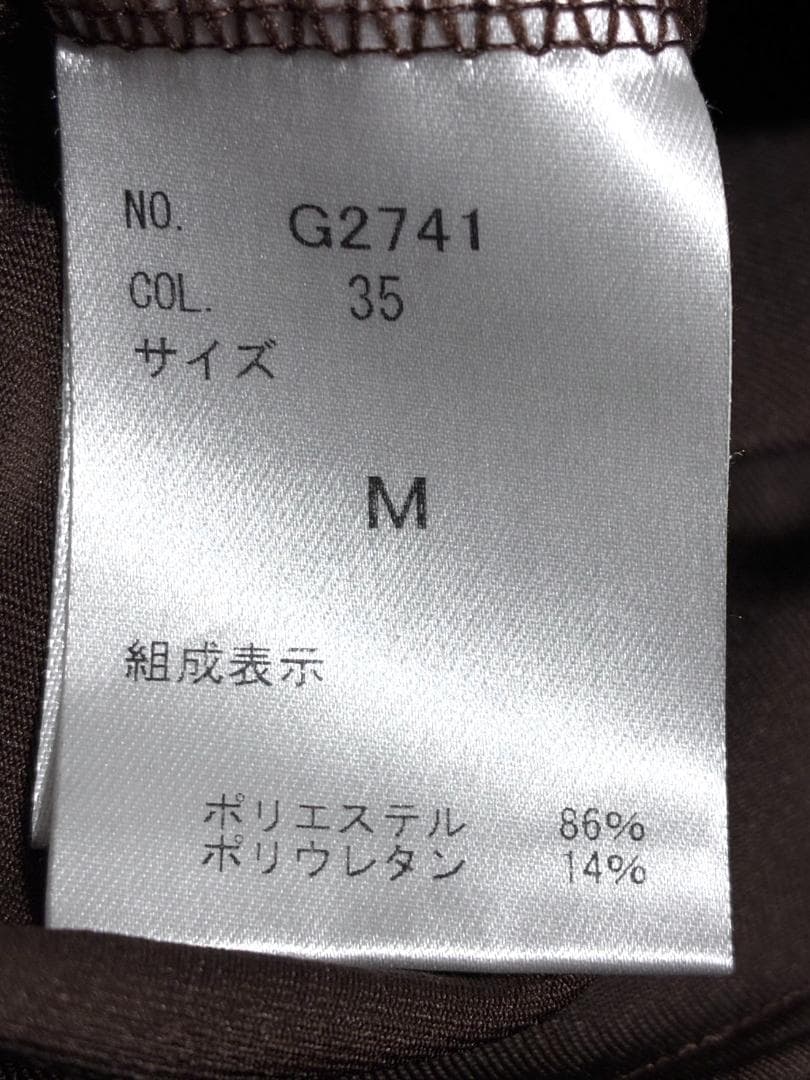 NO. G2741
COL. 35
サイズ
M
組成表示
ポリエステル 86%
ポリウレタン 14%